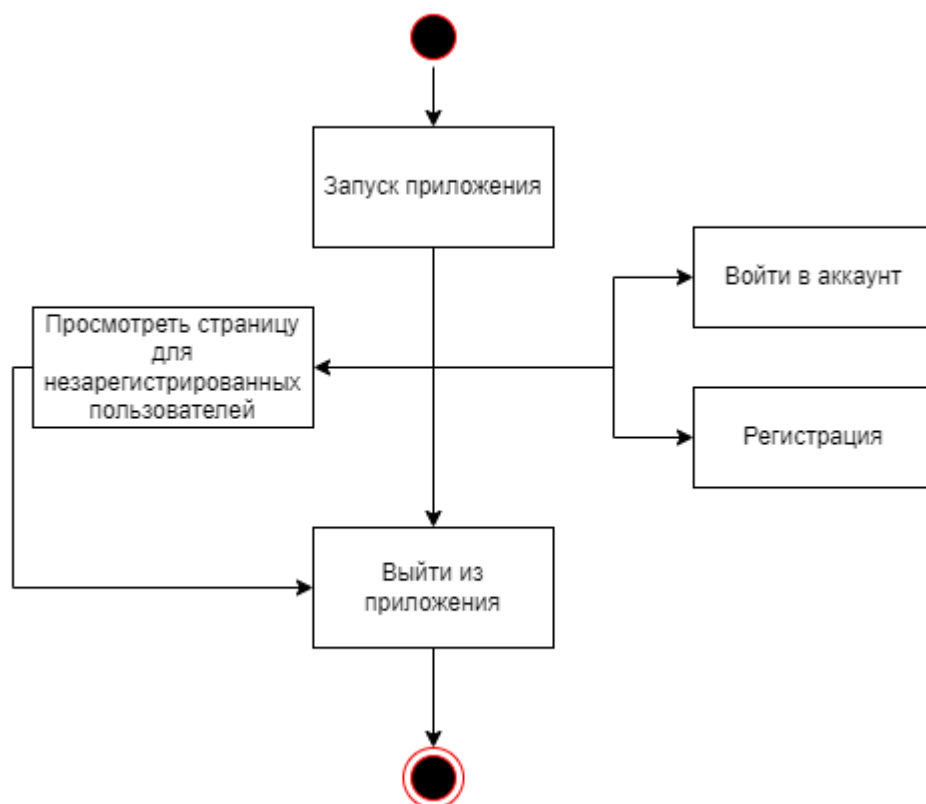 Запуск приложения
Войти в аккаунт
Просмотреть страницу
для
незарегистрированных
пользователей
Регистрация
Выйти из
приложения